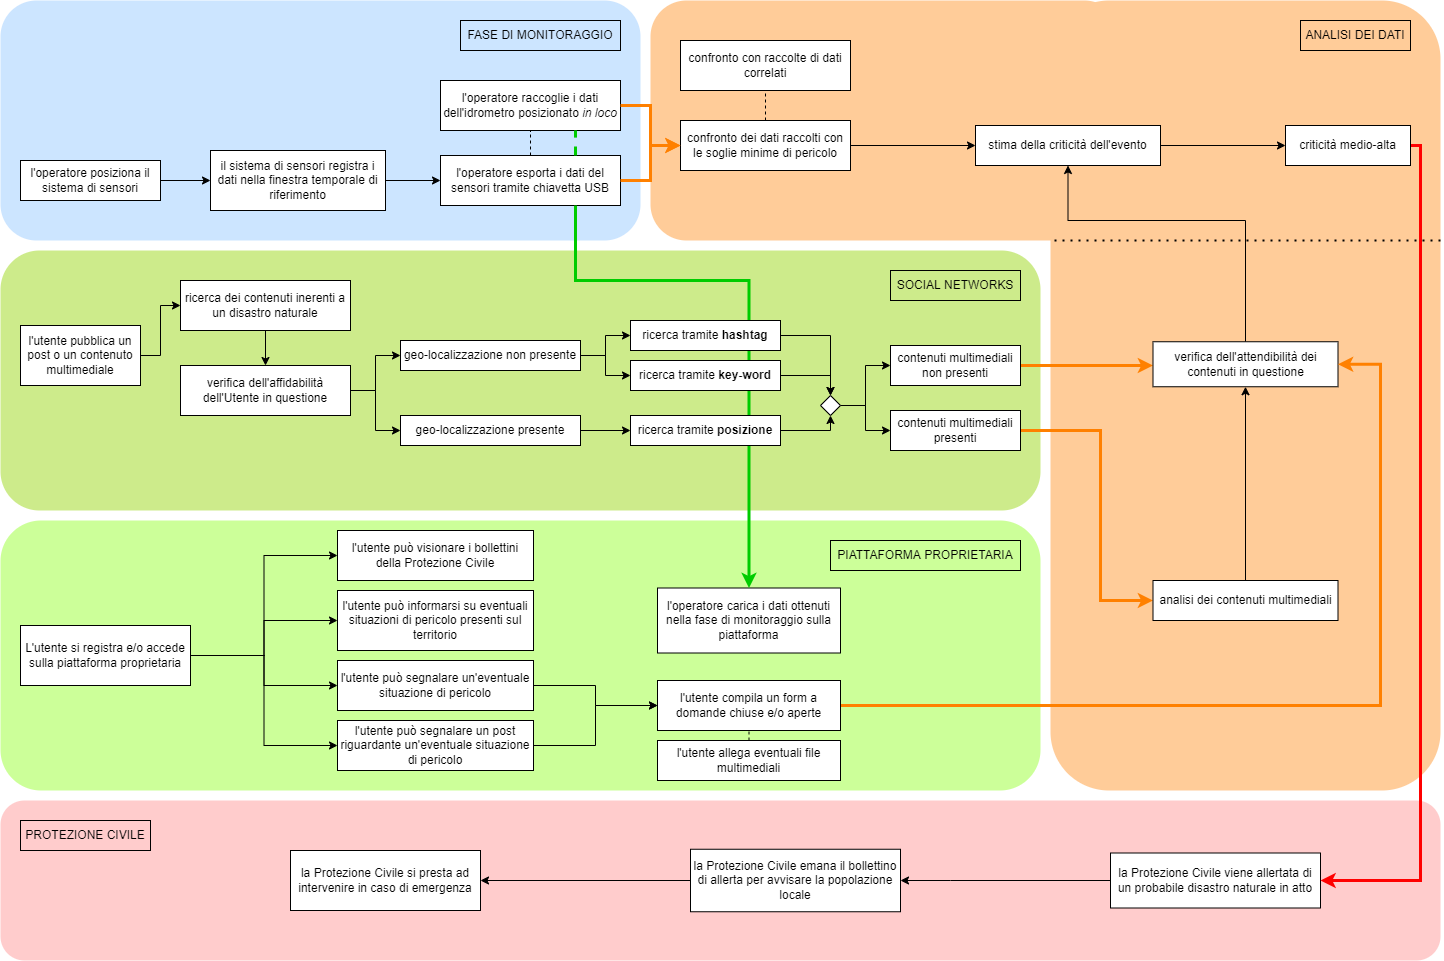 FASE DI MONITORAGGIO
l'operatore raccoglie i dati
dell'idrometro posizionato in loco
l'operatore posiziona il
sistema di sensori
il sistema di sensori registra i
dati nella finestra temporale di
riferimento
l'operatore esporta i dati del
sensori tramite chiavetta USB
ANALISI DEI DATI
confronto con raccolte di dati
correlati
confronto dei dati raccolti con
le soglie minime di pericolo
stima della criticità dell'evento
criticità medio-alta
SOCIAL NETWORKS
l'utente pubblica un
post o un contenuto
multimediale
ricerca dei contenuti inerenti a
un disastro naturale
verifica dell'affidabilità
dell'Utente in questione
geo-localizzazione non presente
geo-localizzazione presente
ricerca tramite hashtag
ricerca tramite key-word
ricerca tramite posizione
contenuti multimediali
non presenti
contenuti multimediali
presenti
verifica dell'attendibilità dei
contenuti in questione
analisi dei contenuti multimediali
PIATTAFORMA PROPRIETARIA
L'utente si registra e/o accede
sulla piattaforma proprietaria
l'utente può visionare i bollettini
della Protezione Civile
l'utente può informarsi su eventuali
situazioni di pericolo presenti sul
territorio
l'utente può segnalare un'eventuale
situazione di pericolo
l'utente può segnalare un post
riguardante un'eventuale situazione
di pericolo
l'operatore carica i dati ottenuti
nella fase di monitoraggio sulla
piattaforma
l'utente compila un form a
domande chiuse e/o aperte
l'utente allega eventuali file
multimediali
PROTEZIONE CIVILE
la Protezione Civile si presta ad
intervenire in caso di emergenza
la Protezione Civile emana il bollettino
di allerta per avvisare la popolazione
locale
la Protezione Civile viene allertata di
un probabile disastro naturale in atto